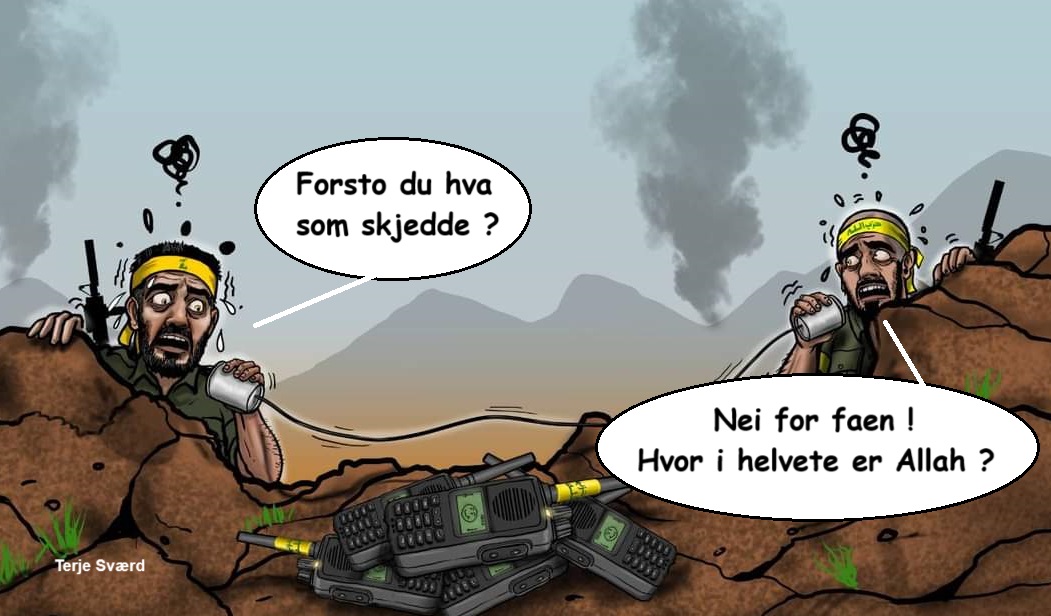 Forsto du hva
som skjedde ?
Nei for faen !
Hvor i helvete er Allah ?
Terje Sværd